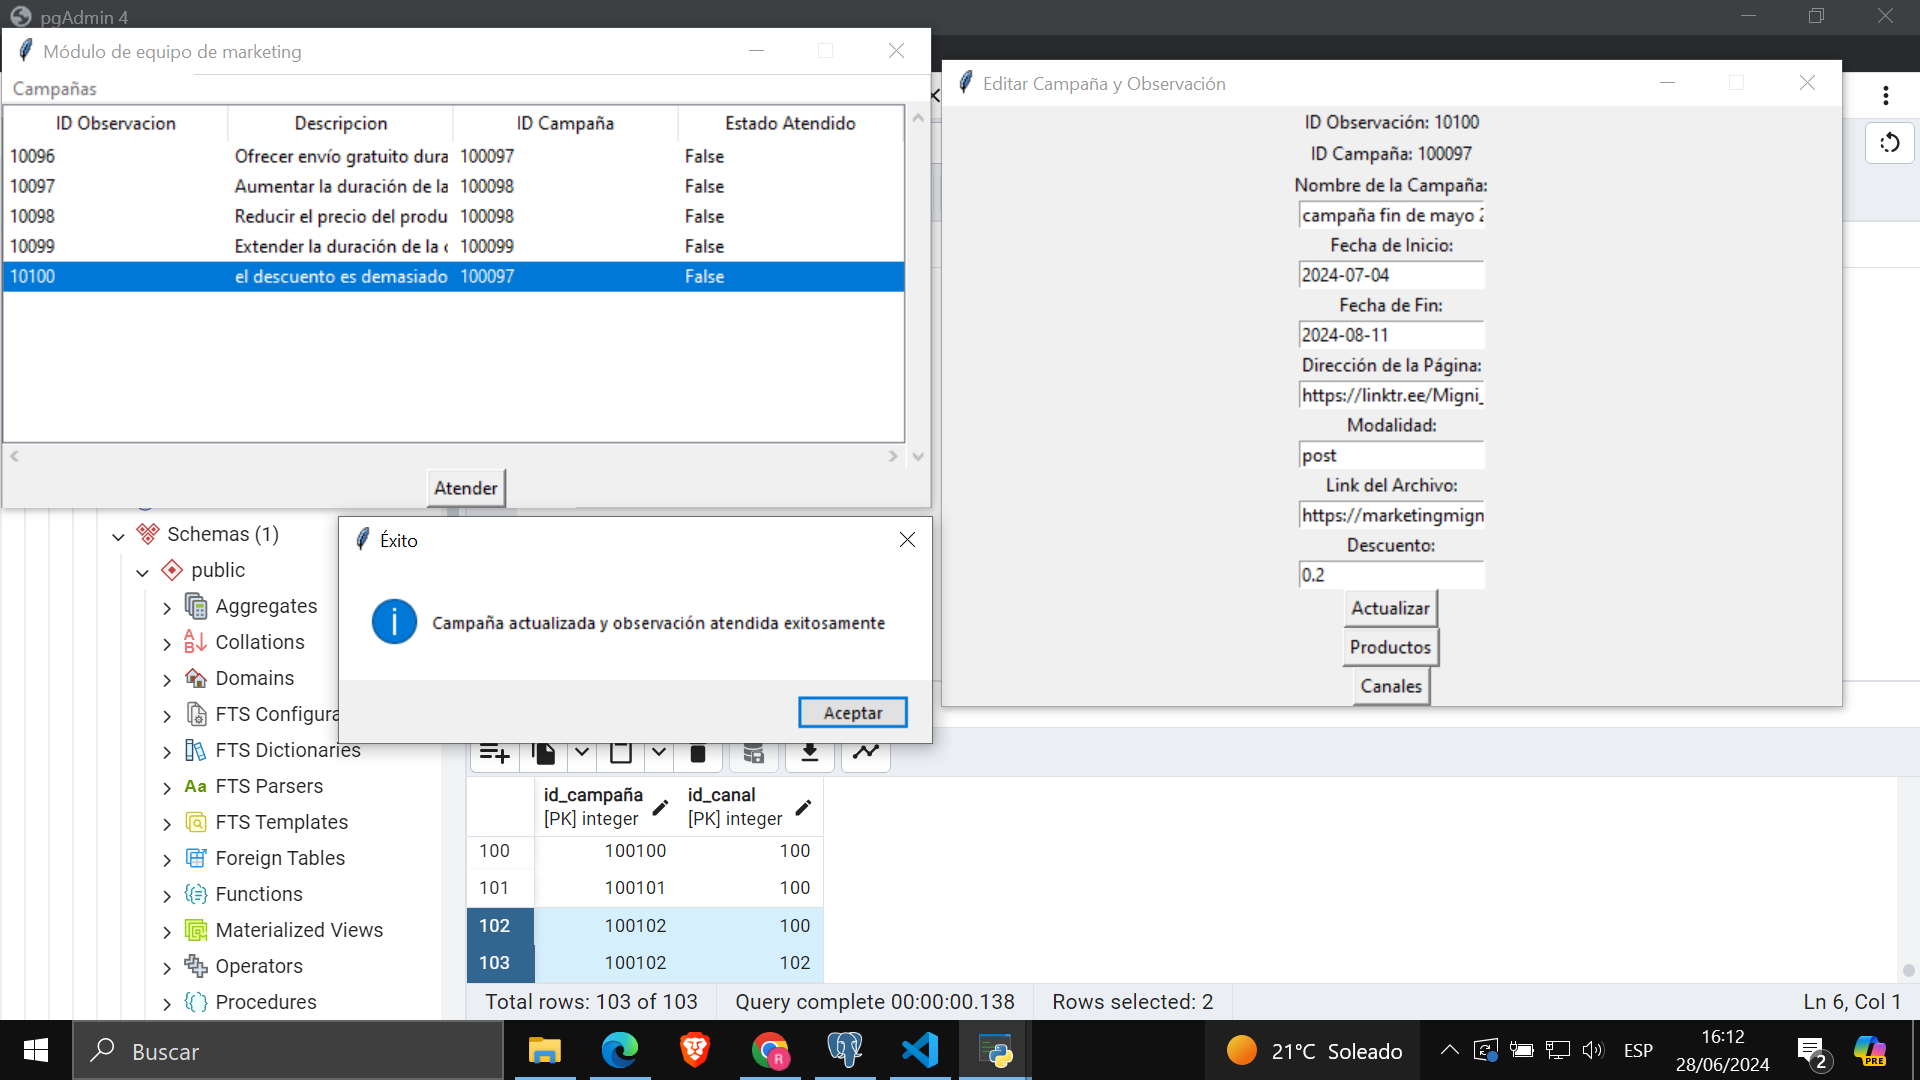 pgAdmin 4
Módulo de equipo de marketing
Campañas
ID Observacion Descripcion ID Campaña Estado Atendido
10096 Ofrecer envío gratuito dura 100097 False
10097 Aumentar la duración de la 100098 False
10098 Reducir el precio del produ 100098 False
10099 Extender la duración de la 100099 False
10100 el descuento es demasiado 100097 False
Atender
Editar Campaña y Observación
ID Observación: 10100
ID Campaña: 100097
Nombre de la Campaña:
campaña fin de mayo 2
Fecha de Inicio:
2024-07-04
Fecha de Fin:
2024-08-11
Dirección de la Página:
https://linktr.ee/Migni_
Modalidad:
post
Link del Archivo:
https://marketingmign
Descuento:
0.2
Actualizar
Productos
Canales
Éxito
Campaña actualizada y observación atendida exitosamente
Aceptar
Schemas (1)
public
Aggregates
Collations
Domains
FTS Configura
FTS Dictionaries
FTS Parsers
FTS Templates
Foreign Tables
Functions
Materialized Views
Operators
Procedures
id_campaña id_canal
[PK] integer [PK] integer
100 100100 100
101 100101 100
102 100102 100
103 100102 102
Total rows: 103 of 103 Query complete 00:00:00.138 Rows selected: 2 Ln 6, Col 1
Buscar
21°C Soleado
ESP
16:12
28/06/2024
2
PRE